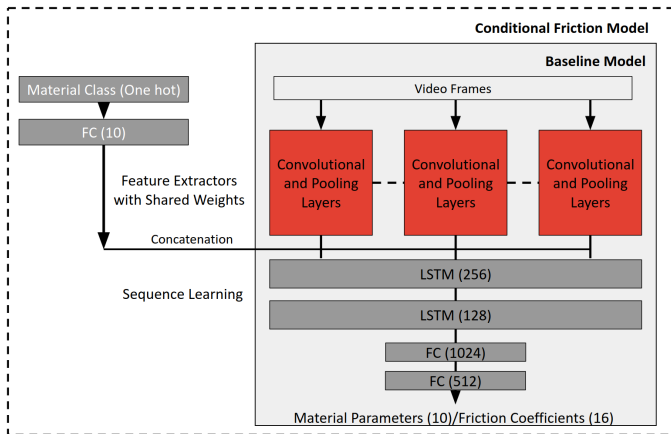 Conditional Friction Model
Baseline Model
Material Class (One hot)
FC (10)
Video Frames
Convolutional
and Pooling
Layers
Convolutional
and Pooling
Layers
Convolutional
and Pooling
Layers
Feature Extractors
with Shared Weights
Concatenation
Sequence Learning
LSTM (256)
LSTM (128)
FC (1024)
FC (512)
Material Parameters (10)/Friction Coefficients (16)